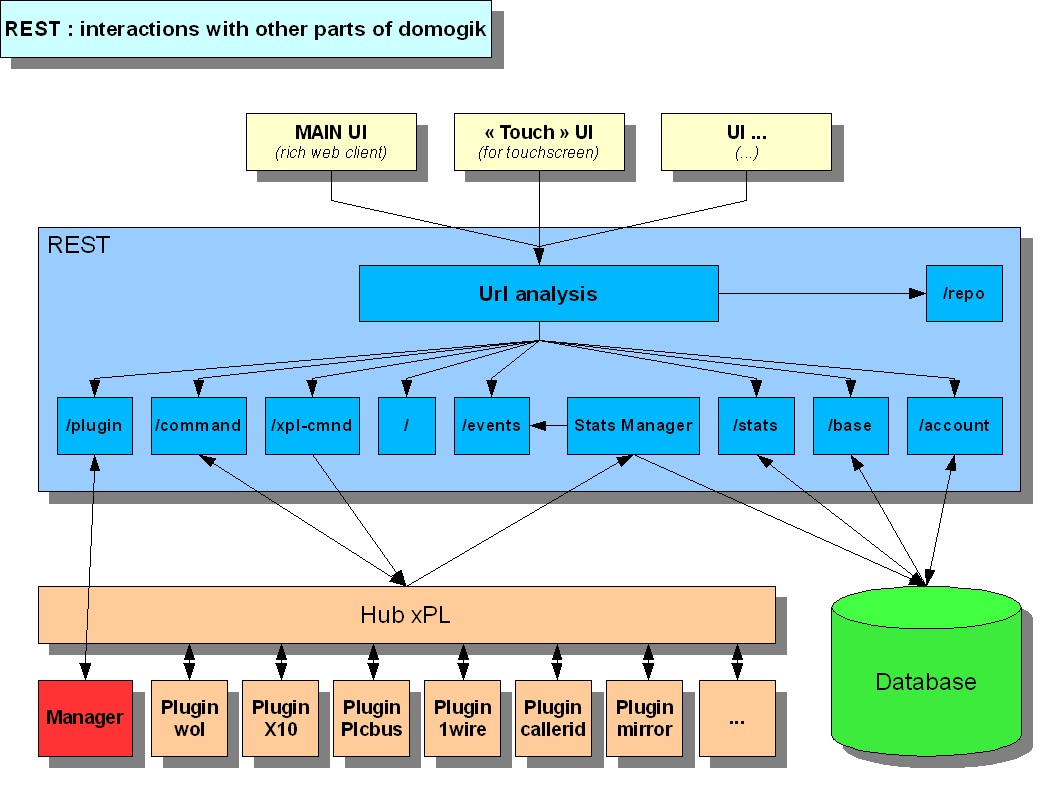 REST : interactions with other parts of domogik
MAIN UI
(rich web client)
« Touch » UI
(for touchscreen)
UI ...
(...)
REST
Url analysis
/repo
/plugin
/command
/xpl-cmnd
/
/events
Stats Manager
/stats
/base
/account
Hub xPL
Database
Manager
Plugin
wol
Plugin
X10
Plugin
Plcbus
Plugin
1wire
Plugin
callerid
Plugin
mirror
...